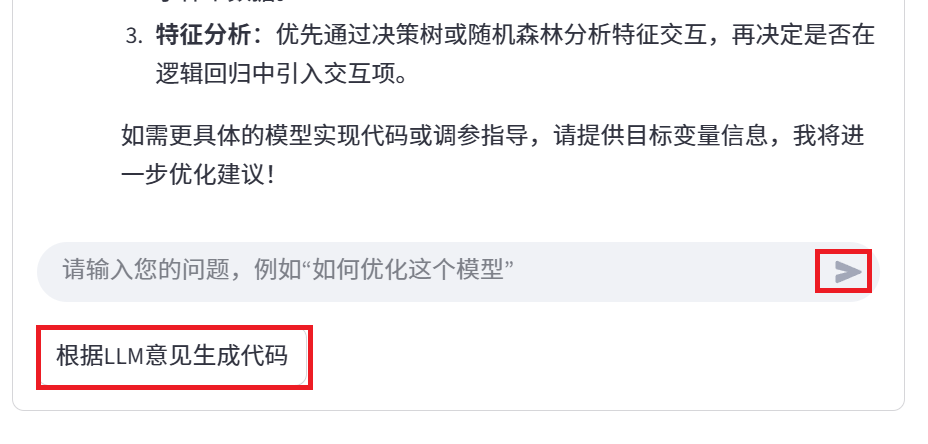 3. 特征分析：优先通过决策树或随机森林分析特征交互，再决定是否在
逻辑回归中引入交互项。
如需更具体的模型实现代码或调参指导，请提供目标变量信息，我将进
一步优化建议！
请输入您的问题，例如“如何优化这个模型”
根据LLM意见生成代码